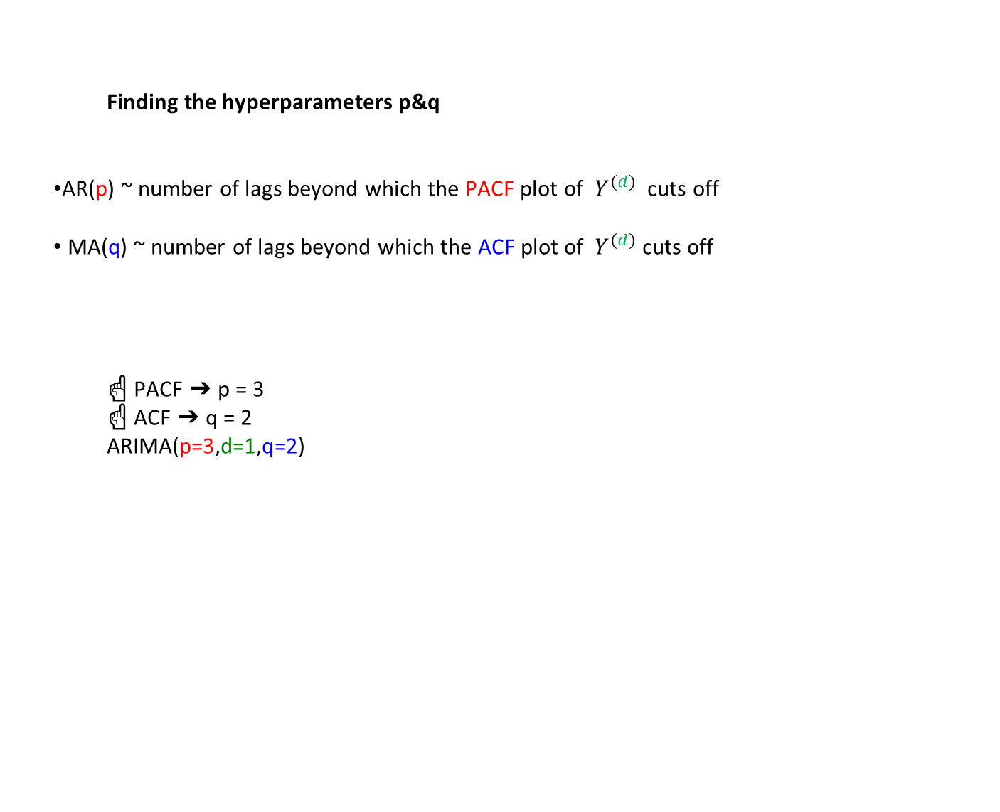 Finding the hyperparameters p&q
•AR(p) ~ number of lags beyond which the PACF plot of Y^(d) cuts off
• MA(q) ~ number of lags beyond which the ACF plot of Y^(d) cuts off
☝ PACF ➔ p = 3
☝ ACF ➔ q = 2
ARIMA(p=3,d=1,q=2)